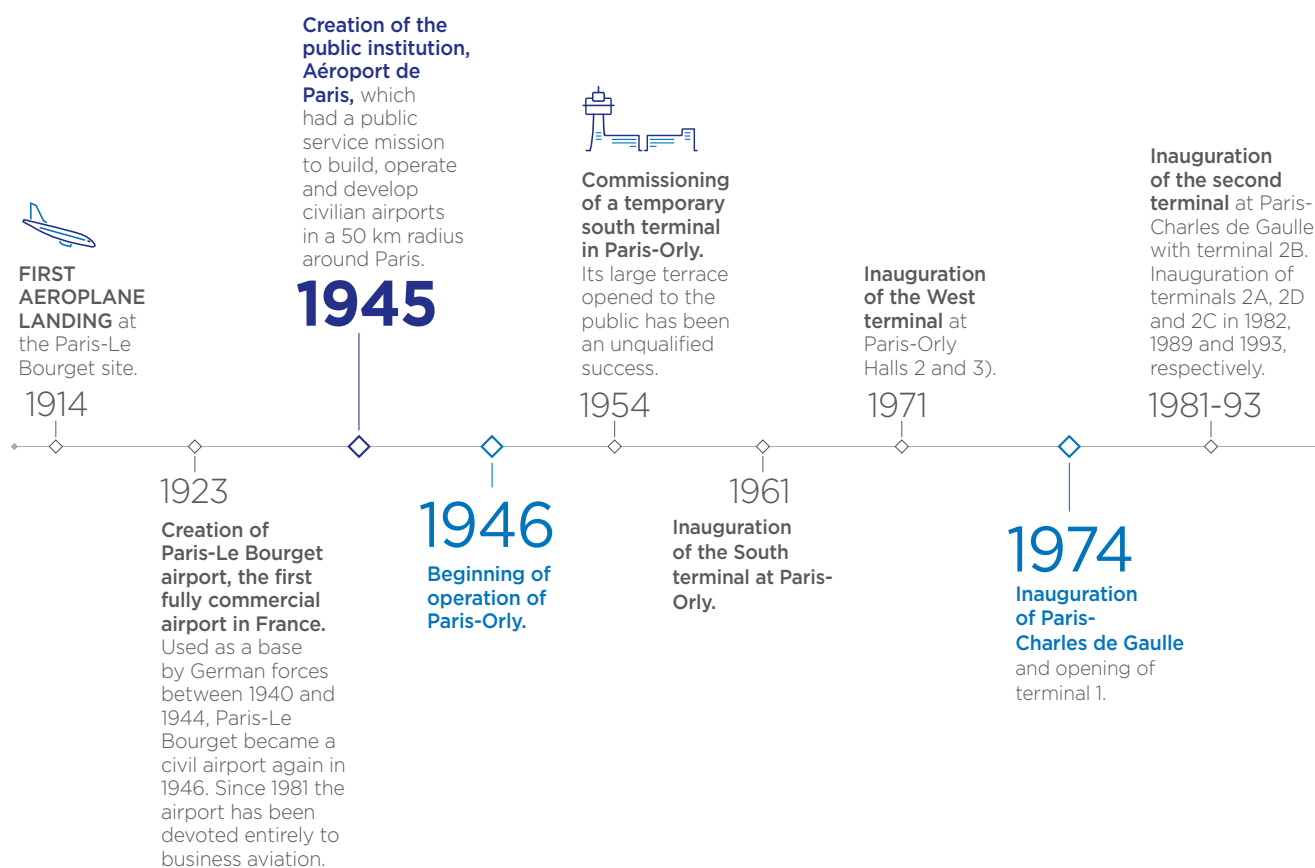 FIRST
AEROPLANE
LANDING at
the Paris-Le
Bourget site.
1914
1923
Creation of
Paris-Le Bourget
airport, the first
fully commercial
airport in France.
Used as a base
by German forces
between 1940 and
1944, Paris-Le
Bourget became a
civil airport again in
1946. Since 1981 the
airport has been
devoted entirely to
business aviation.
Creation of the
public institution,
Aéroport de
Paris, which
had a public
service mission
to build, operate
and develop
civilian airports
in a 50 km radius
around Paris.
1945
1946
Beginning of
operation of
Paris-Orly.
Commissioning
of a temporary
south terminal
in Paris-Orly.
Its large terrace
opened to the
public has been
an unqualified
success.
1954
1961
Inauguration
of the South
terminal at Paris-
Orly.
Inauguration
of the West
terminal at
Paris-Orly
Halls 2 and 3).
1971
1974
Inauguration
of Paris-
Charles de Gaulle
and opening of
terminal 1.
Inauguration
of the second
terminal at Paris-
Charles de Gaulle
with terminal 2B.
Inauguration of
terminals 2A, 2D
and 2C in 1982,
1989 and 1993,
respectively.
1981-93